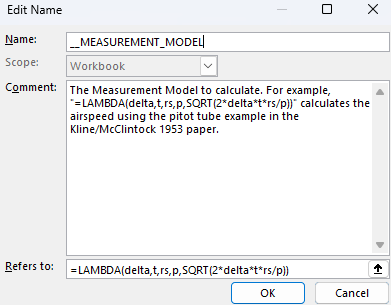 Edit Name
Name: __MEASUREMENT_MODEL
Scope: Workbook
Comment: The Measurement Model to calculate. For example,
"=LAMBDA(delta,t,rs,p,SQRT(2*delta*t*rs/p))" calculates the
airspeed using the pitot tube example in the
Kline/McClintock 1953 paper.
Refers to: =LAMBDA(delta,t,rs,p,SQRT(2*delta*t*rs/p))
OK Cancel